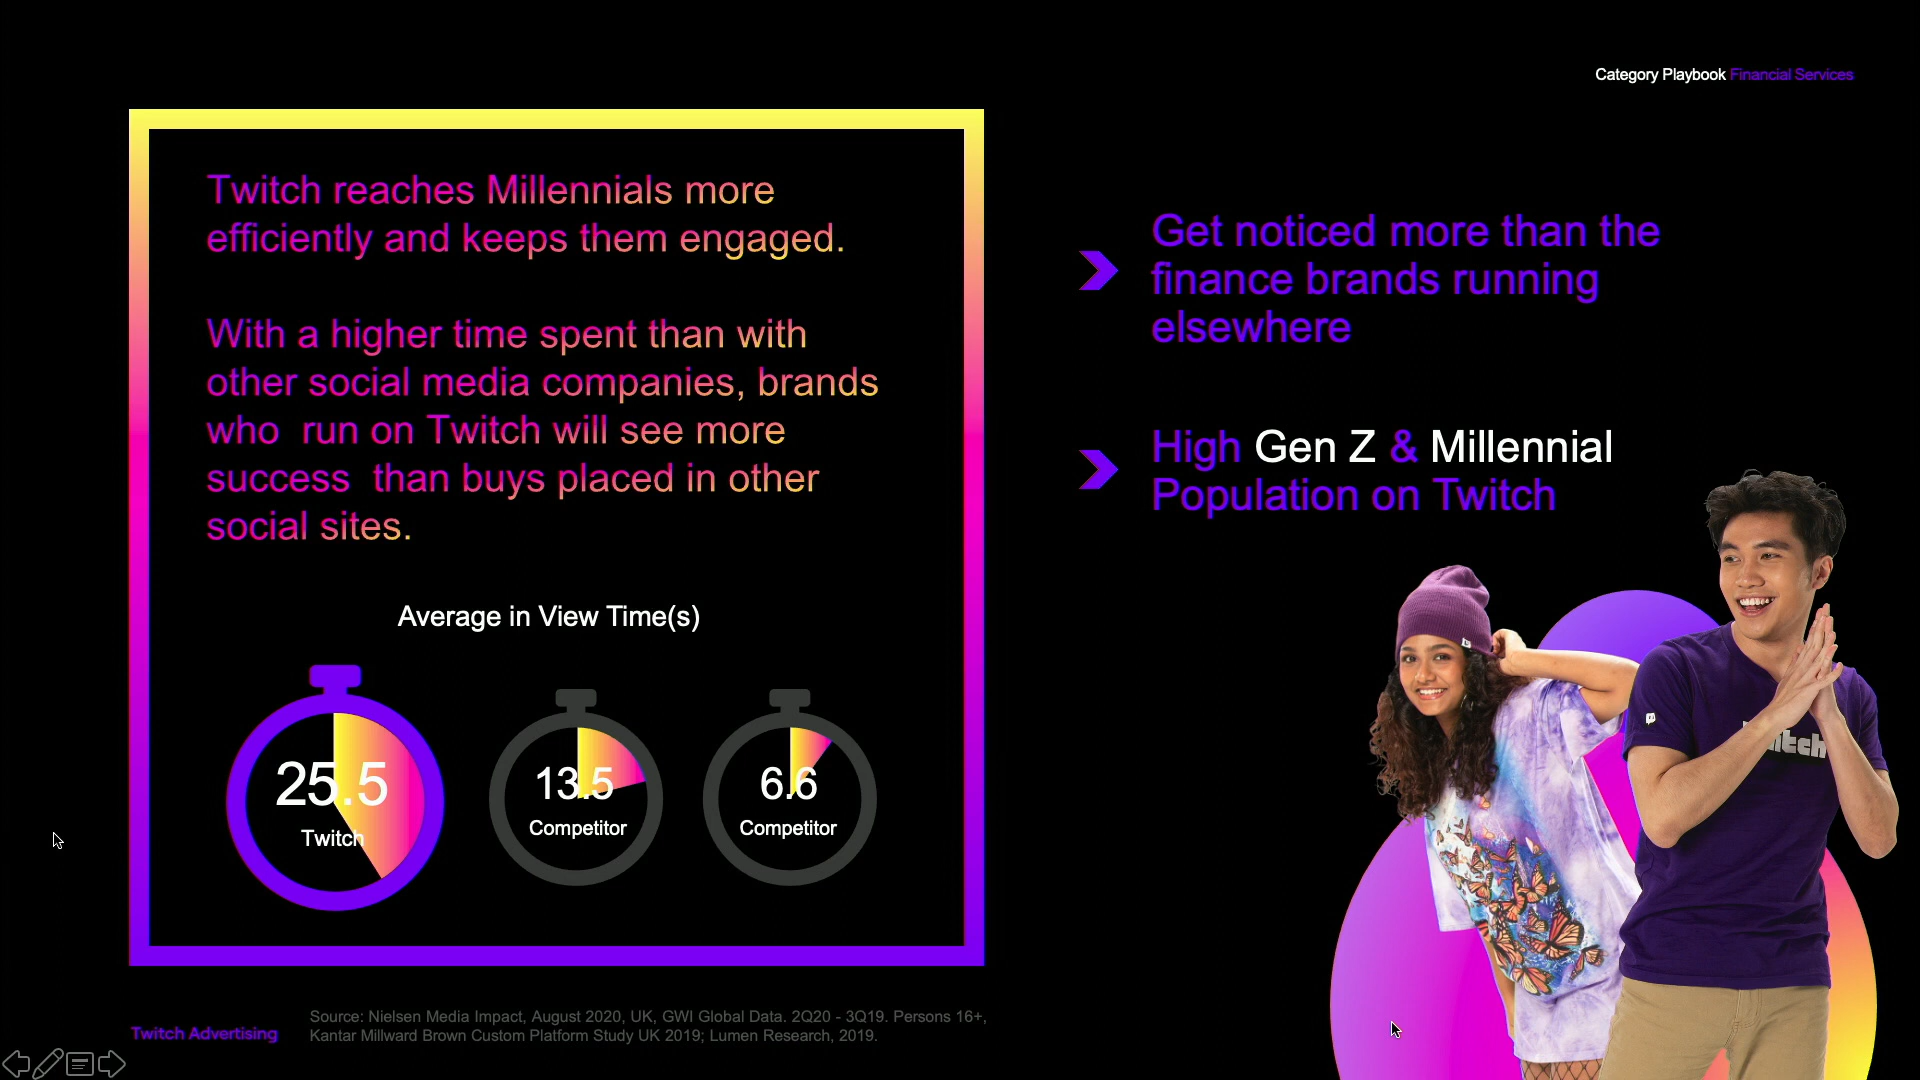 Category Playbook Financial Services
Twitch reaches Millennials more
efficiently and keeps them engaged.
With a higher time spent than with
other social media companies, brands
who run on Twitch will see more
success than buys placed in other
social sites.
Average in View Time(s)
25.5
Twitch
13.5
Competitor
6.6
Competitor
Get noticed more than the
finance brands running
elsewhere
High Gen Z & Millennial
Population on Twitch
Twitch Advertising
Source: Nielsen Media Impact, August 2020, UK, GWI Global Data. 2Q20 - 3Q19. Persons 16+,
Kantar Millward Brown Custom Platform Study UK 2019; Lumen Research, 2019.